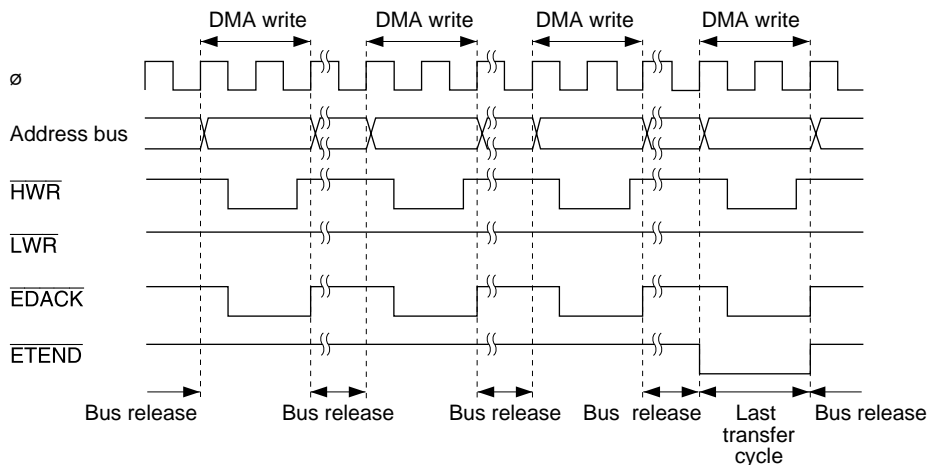 DMA write DMA write DMA write DMA write
ø
Address bus
HWR
LWR
EDACK
ETEND
Bus release Bus release Bus release Bus release Last transfer cycle Bus release